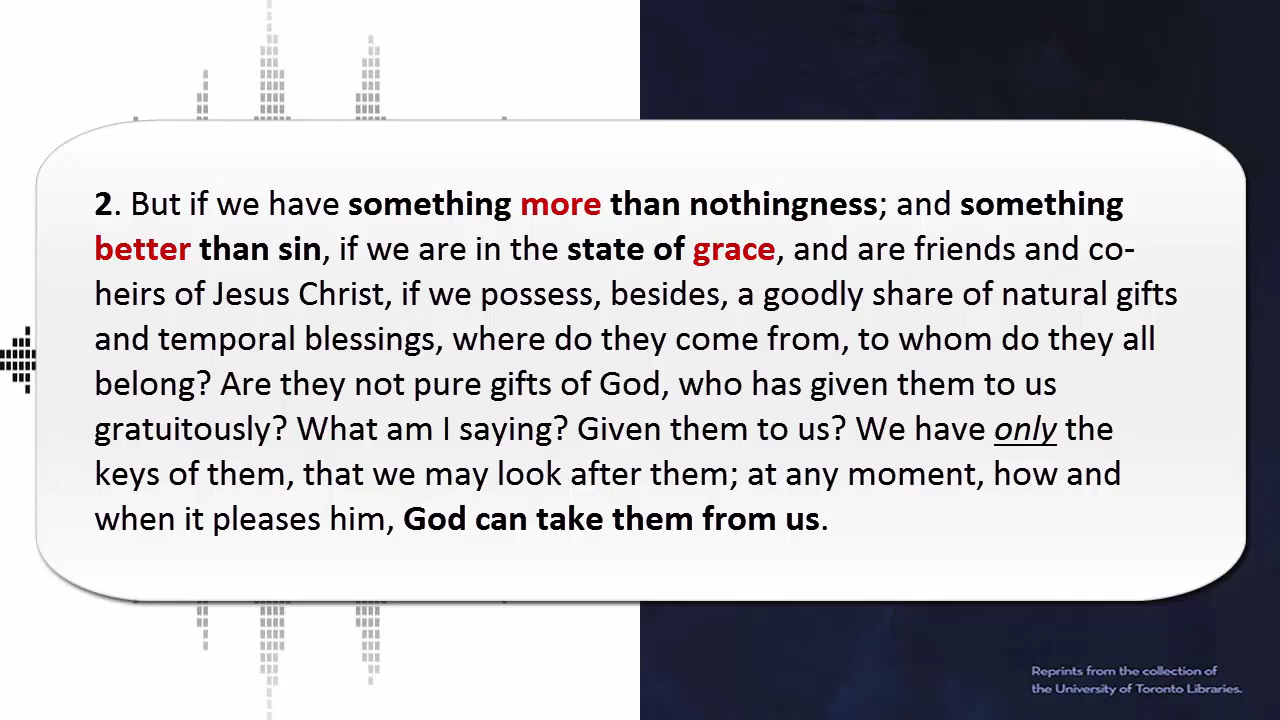 2. But if we have something more than nothingness; and something
better than sin, if we are in the state of grace, and are friends and co-
heirs of Jesus Christ, if we possess, besides, a goodly share of natural gifts
and temporal blessings, where do they come from, to whom do they all
belong? Are they not pure gifts of God, who has given them to us
gratuitously? What am I saying? Given them to us? We have only the
keys of them, that we may look after them; at any moment, how and
when it pleases him, God can take them from us.
Reprints from the collection of
the University of Toronto Libraries.